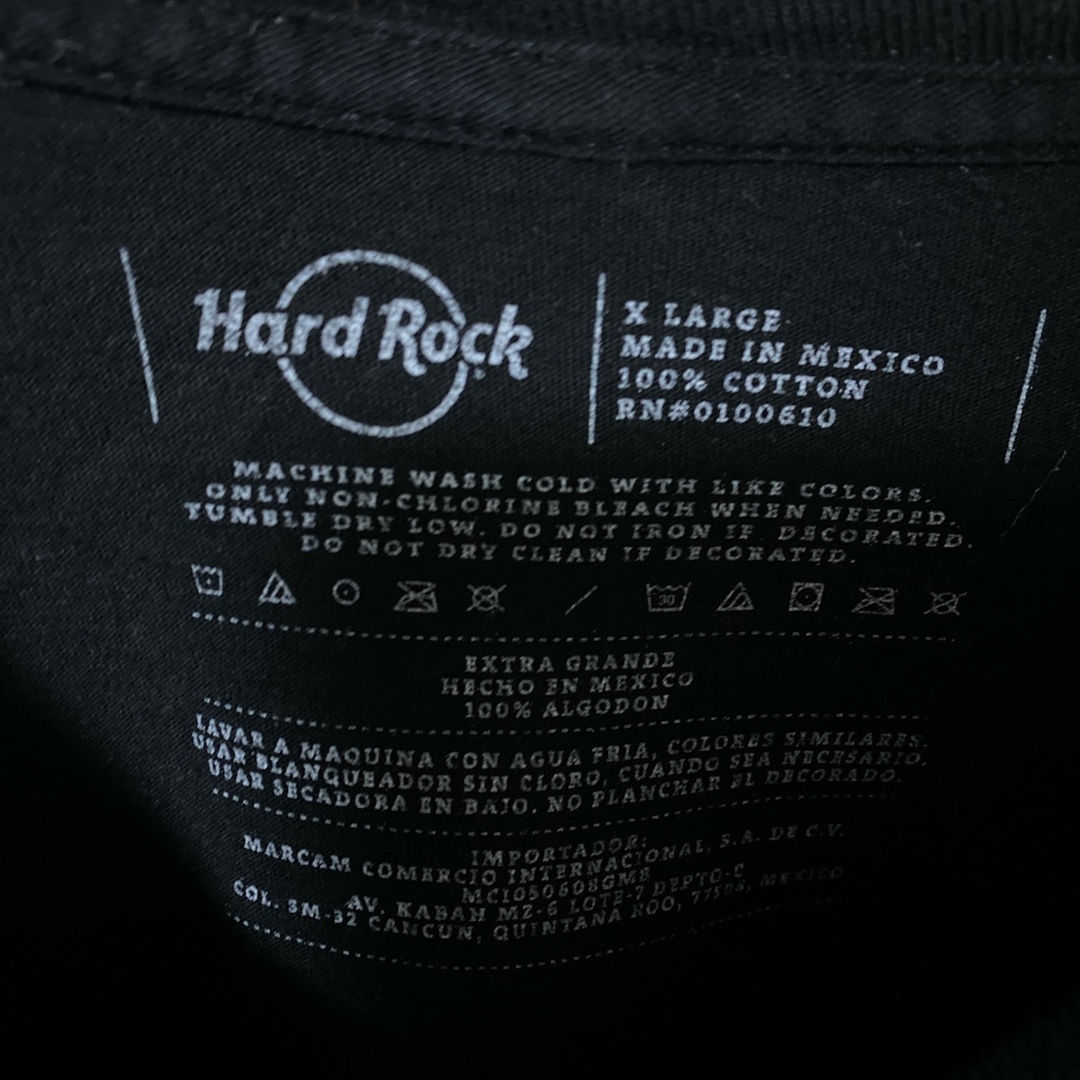 Hard Rock
X LARGE
MADE IN MEXICO
100% COTTON
RN#0100610
MACHINE WASH COLD WITH LIKE COLORS.
ONLY NON-CHLORINE BLEACH WHEN NEEDED.
TUMBLE DRY LOW. DO NOT IRON IF DECORATED.
DO NOT DRY CLEAN IF DECORATED.
30
EXTRA GRANDE
HECHO EN MEXICO
100% ALGODON
LAVAR A MAQUINA CON AGUA FRIA, COLORES SIMILARES.
USAR BLANQUEADOR SIN CLORO, CUANDO SEA NECESARIO.
USAR SECADORA EN BAJO. NO PLANCHAR EL DECORADO.
IMPORTADOR:
MARCAM COMERCIO INTERNACIONAL, S.A. DE C.V.
MCI050608GM8
AV. KABAH MZ-6 LOTE-7 DEPTO-C
COL. SM-32 CANCUN, QUINTANA ROO, 77508, MEXICO